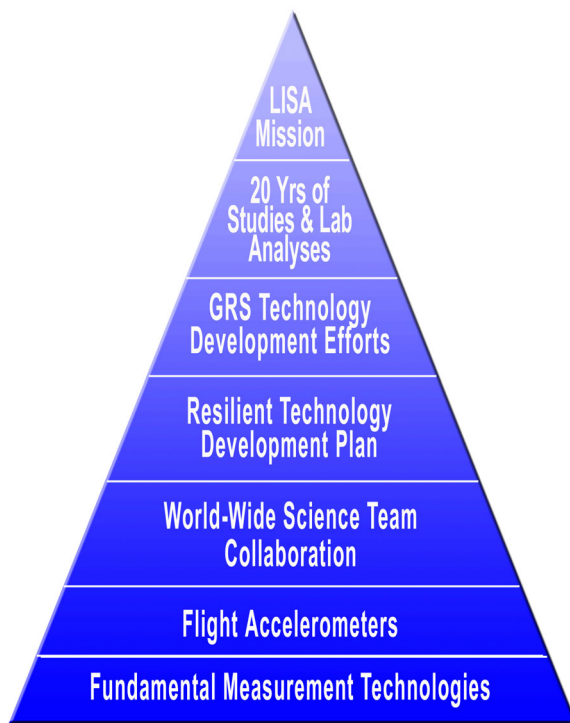 LISA
Mission
20 Yrs of
Studies & Lab
Analyses
GRS Technology
Development Efforts
Resilient Technology
Development Plan
World-Wide Science Team
Collaboration
Flight Accelerometers
Fundamental Measurement Technologies